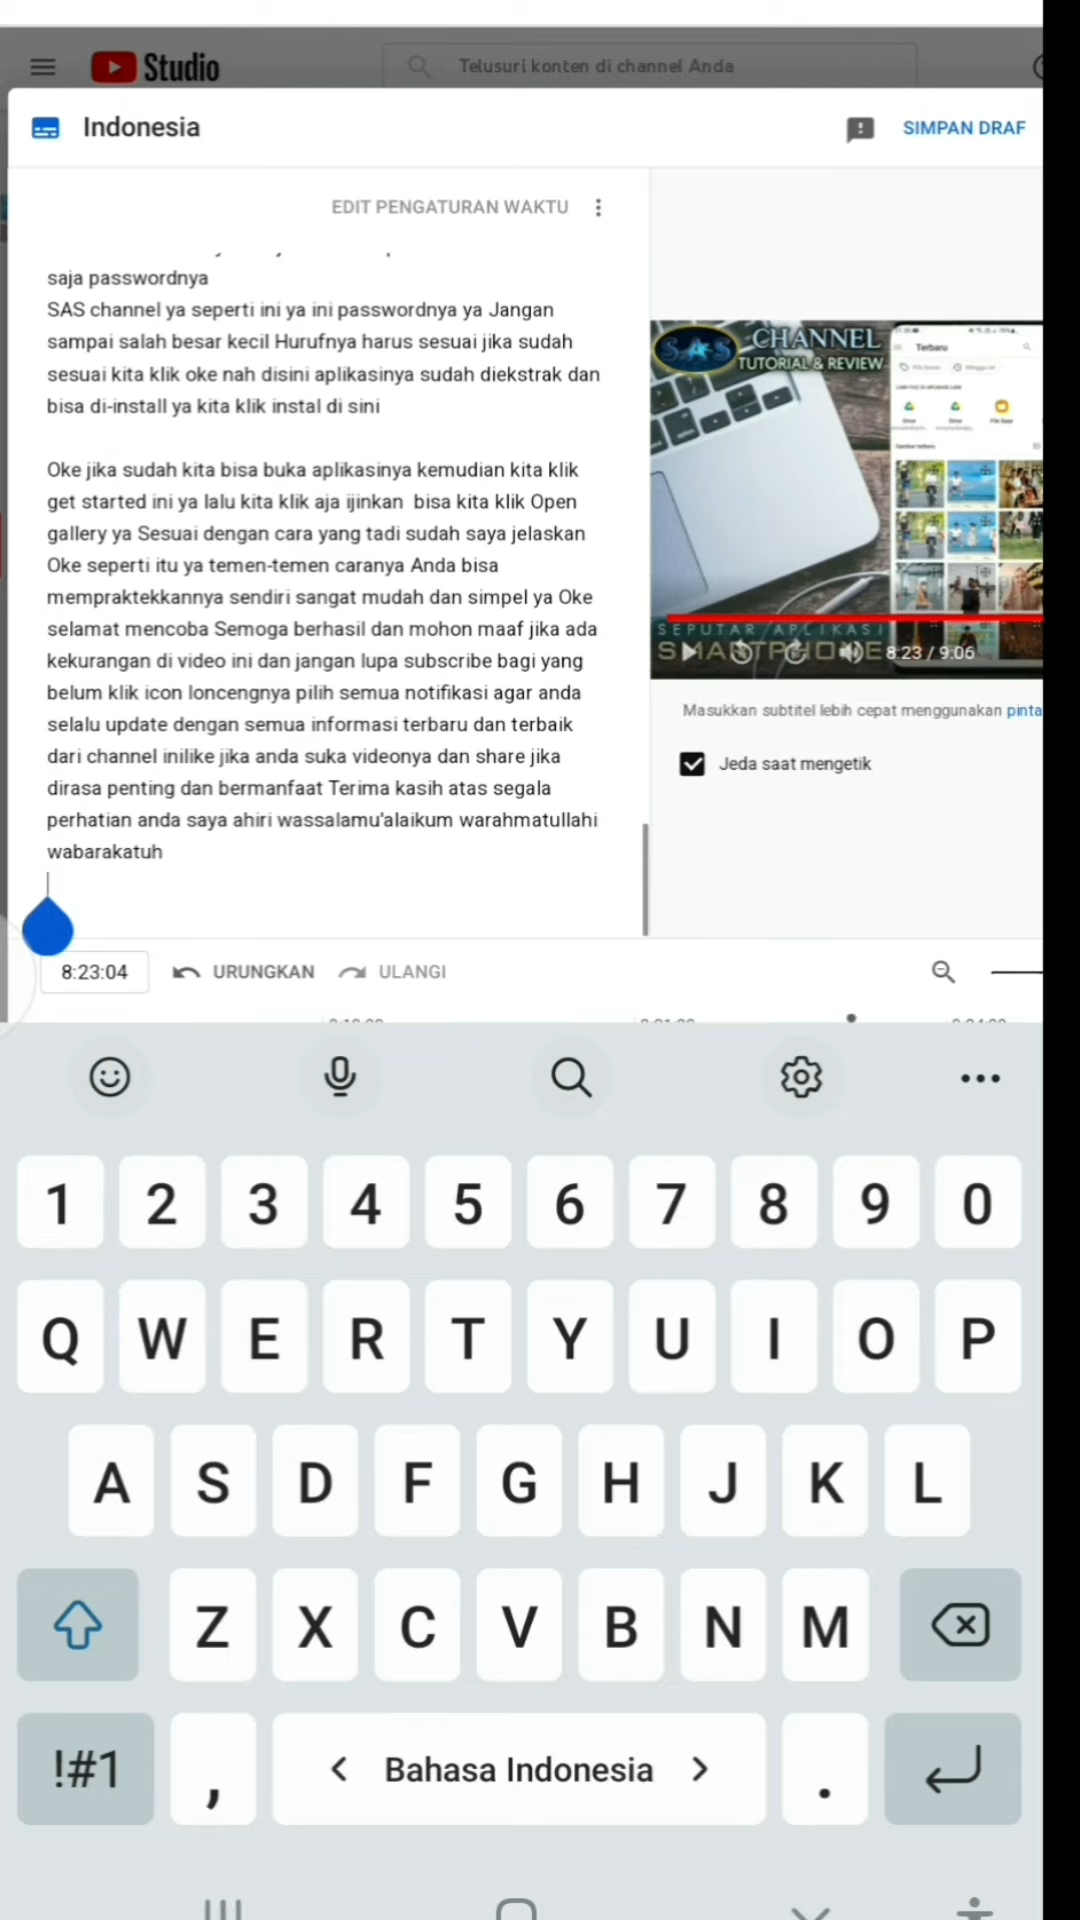 Studio
Telusuri konten di channel Anda
Indonesia
SIMPAN DRAF
EDIT PENGATURAN WAKTU
saja passwordnya
SAS channel ya seperti ini ya ini passwordnya ya Jangan
sampai salah besar kecil Hurufnya harus sesuai jika sudah
sesuai kita klik oke nah disini aplikasinya sudah diekstrak dan
bisa di-install ya kita klik instal di sini
Oke jika sudah kita bisa buka aplikasinya kemudian kita klik
get started ini ya lalu kita klik aja ijinkan  bisa kita klik Open
gallery ya Sesuai dengan cara yang tadi sudah saya jelaskan
Oke seperti itu ya temen-temen caranya Anda bisa
mempraktekkannya sendiri sangat mudah dan simpel ya Oke
selamat mencoba Semoga berhasil dan mohon maaf jika ada
kekurangan di video ini dan jangan lupa subscribe bagi yang
belum klik icon loncengnya pilih semua notifikasi agar anda
selalu update dengan semua informasi terbaru dan terbaik
dari channel inilike jika anda suka videonya dan share jika
dirasa penting dan bermanfaat Terima kasih atas segala
perhatian anda saya ahiri wassalamu'alaikum warahmatullahi
wabarakatuh
SAS CHANNEL
TUTORIAL & REVIEW
Terbaru
SEPUTAR APLIKASI
SMARTPHONE
8:23 / 9:06
Masukkan subtitel lebih cepat menggunakan pinta
Jeda saat mengetik
8:23:04
URUNGKAN
ULANGI
1 2 3 4 5 6 7 8 9 0
Q W E R T Y U I O P
A S D F G H J K L
Z X C V B N M
!#1 , < Bahasa Indonesia > .